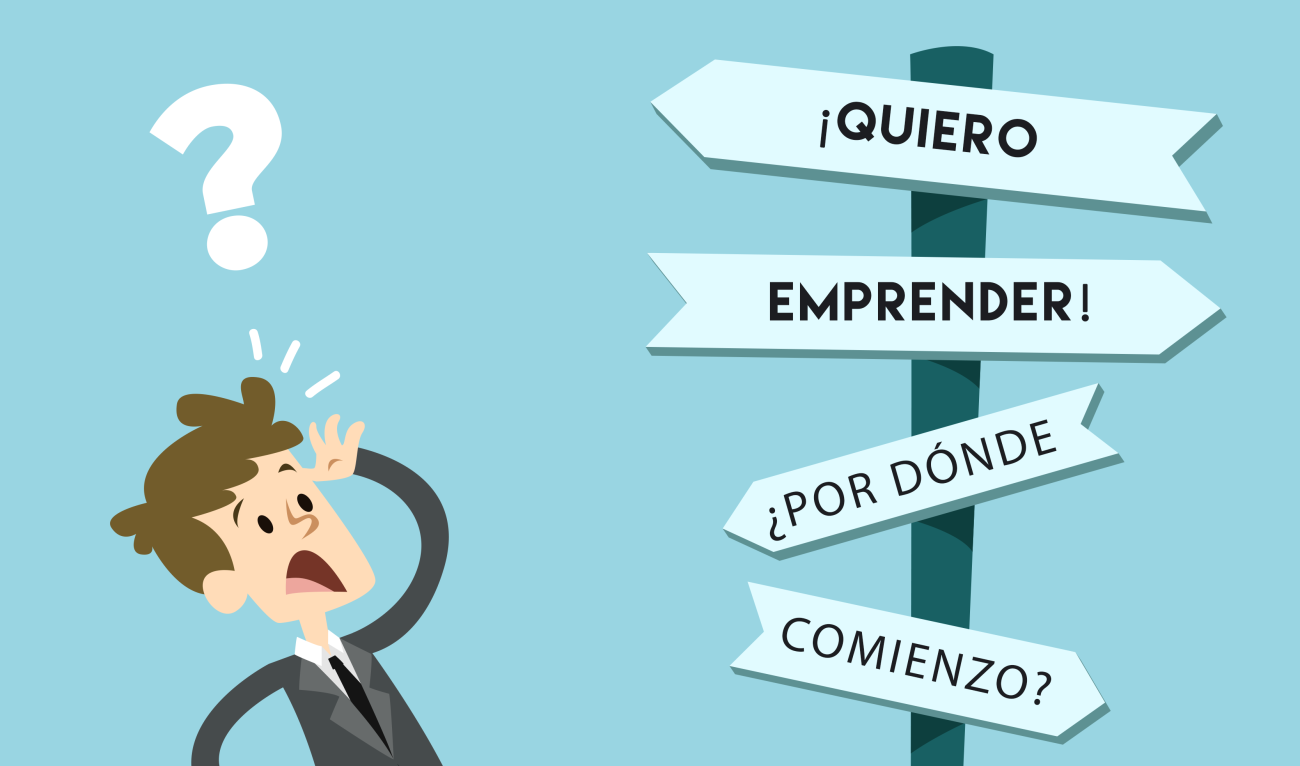 ?
¡QUIERO
EMPRENDER!
¿POR DÓNDE
COMIENZO?